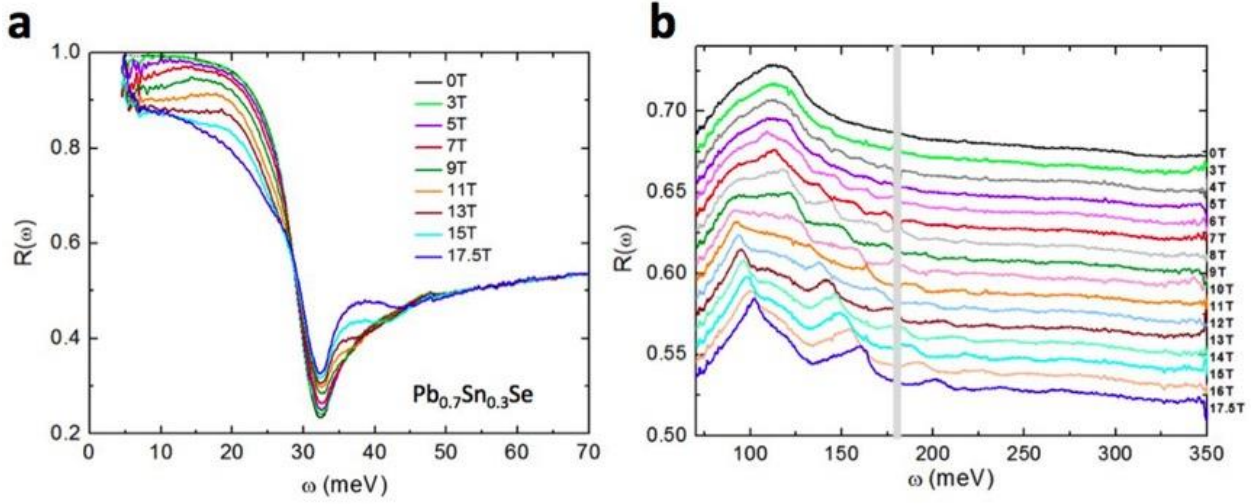 a
b
R(ω)
1.0
0.8
0.6
0.4
0.2
0T
3T
5T
7T
9T
11T
13T
15T
17.5T
Pb0.7Sn0.3Se
0 10 20 30 40 50 60 70
ω (meV)
R(ω)
0.70
0.65
0.60
0.55
0.50
0T
3T
4T
5T
6T
7T
8T
9T
10T
11T
12T
13T
14T
15T
16T
17.5T
100 150 200 250 300 350
ω (meV)